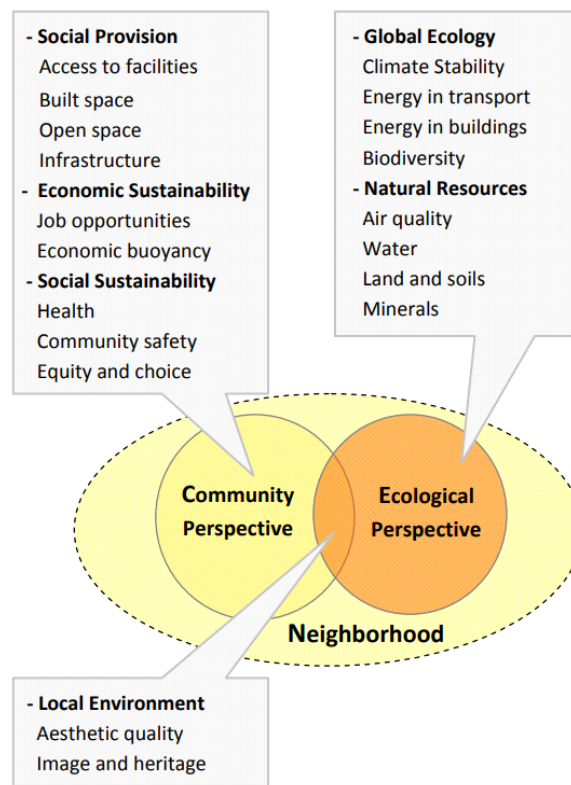 - Social Provision
Access to facilities
Built space
Open space
Infrastructure
- Economic Sustainability
Job opportunities
Economic buoyancy
- Social Sustainability
Health
Community safety
Equity and choice
- Global Ecology
Climate Stability
Energy in transport
Energy in buildings
Biodiversity
- Natural Resources
Air quality
Water
Land and soils
Minerals
Community
Perspective
Ecological
Perspective
Neighborhood
- Local Environment
Aesthetic quality
Image and heritage